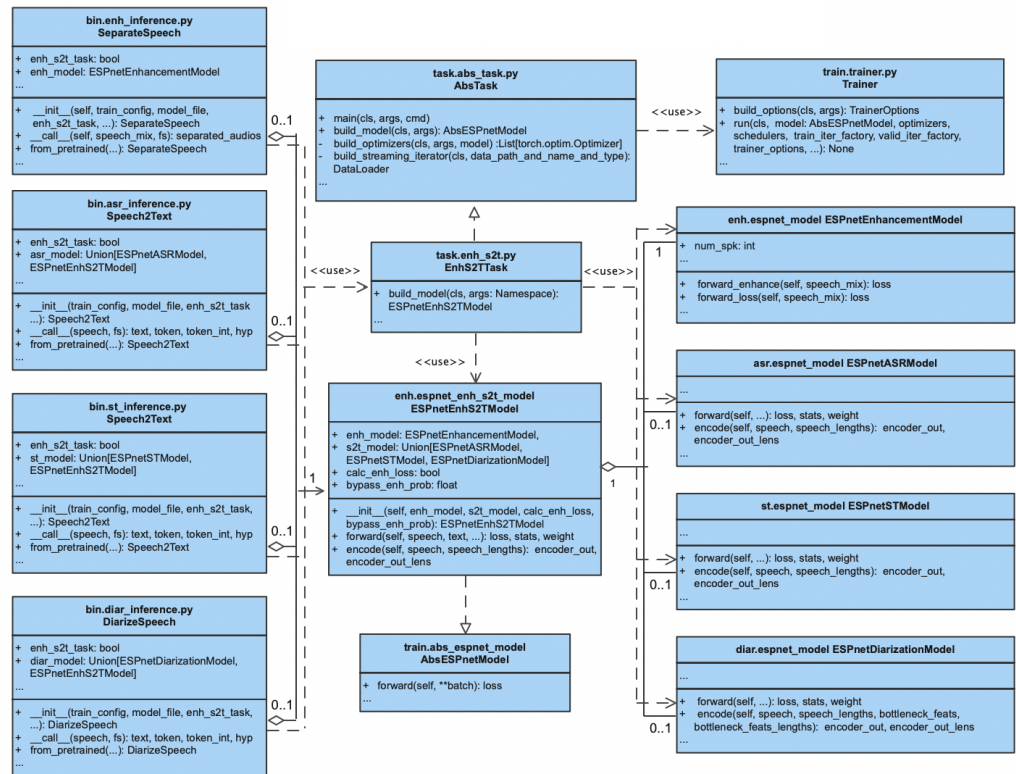 bin.enh_inference.py
SeparateSpeech
+ enh_s2t_task: bool
+ enh_model: ESPnetEnhancementModel
...
+ __init__(self, train_config, model_file,
enh_s2t_task, ...): SeparateSpeech
+ __call__(self, speech_mix, fs): separated_audios
+ from_pretrained(...): SeparateSpeech
...
0..1
bin.asr_inference.py
Speech2Text
+ enh_s2t_task: bool
+ asr_model: Union[ESPnetASRModel,
ESPnetEnhS2TModel]
...
+ __init__(train_config, model_file, enh_s2t_task
...): Speech2Text
+ __call__(speech, fs): text, token, token_int, hyp
+ from_pretrained(...): Speech2Text
...
0..1
bin.st_inference.py
Speech2Text
+ enh_s2t_task: bool
+ st_model: Union[ESPnetSTModel,
ESPnetEnhS2TModel]
...
+ __init__(train_config, model_file, enh_s2t_task,
...): Speech2Text
+ __call__(speech, fs): text, token, token_int, hyp
+ from_pretrained(...): Speech2Text
...
0..1
bin.diar_inference.py
DiarizeSpeech
+ enh_s2t_task: bool
+ diar_model: Union[ESPnetDiarizationModel,
ESPnetEnhS2TModel]
...
+ __init__(train_config, model_file, enh_s2t_task,
...): DiarizeSpeech
+ __call__(speech, fs): text, token, token_int, hyp
+ from_pretrained(...): DiarizeSpeech
...
0..1
task.abs_task.py
AbsTask
+ main(cls, args, cmd)
+ build_model(cls, args): AbsESPnetModel
- build_optimizers(cls, args, model) :List[torch.optim.Optimizer]
- build_streaming_iterator(cls, data_path_and_name_and_type):
DataLoader
...
<<use>>
train.trainer.py
Trainer
+ build_options(cls, args): TrainerOptions
+ run(cls, model: AbsESPnetModel, optimizers,
schedulers, train_iter_factory, valid_iter_factory,
trainer_options, ...): None
...
<<use>>
task.enh_s2t.py
EnhS2TTask
+ build_model(cls, args: Namespace):
ESPnetEnhS2TModel
...
<<use>>
<<use>>
1
enh.espnet_enh_s2t_model
ESPnetEnhS2TModel
+ enh_model: ESPnetEnhancementModel,
+ s2t_model: Union[ESPnetASRModel,
ESPnetSTModel, ESPnetDiarizationModel]
+ calc_enh_loss: bool
+ bypass_enh_prob: float
+ __init__(self, enh_model, s2t_model, calc_enh_loss,
bypass_enh_prob): ESPnetEnhS2TModel
+ forward(self, speech, text, ...): loss, stats, weight
+ encode(self, speech, speech_lengths): encoder_out,
encoder_out_lens
1
train.abs_espnet_model
AbsESPnetModel
+ forward(self, **batch): loss
...
enh.espnet_model ESPnetEnhancementModel
+ num_spk: int
...
+ forward_enhance(self, speech_mix): loss
+ forward_loss(self, speech_mix): loss
...
1
asr.espnet_model ESPnetASRModel
...
+ forward(self, ...): loss, stats, weight
+ encode(self, speech, speech_lengths): encoder_out,
encoder_out_lens
...
0..1
st.espnet_model ESPnetSTModel
...
+ forward(self, ...): loss, stats, weight
+ encode(self, speech, speech_lengths): encoder_out,
encoder_out_lens
...
0..1
diar.espnet_model ESPnetDiarizationModel
...
+ forward(self, ...): loss, stats, weight
+ encode(self, speech, speech_lengths, bottleneck_feats,
bottleneck_feats_lengths): encoder_out, encoder_out_lens
...
0..1